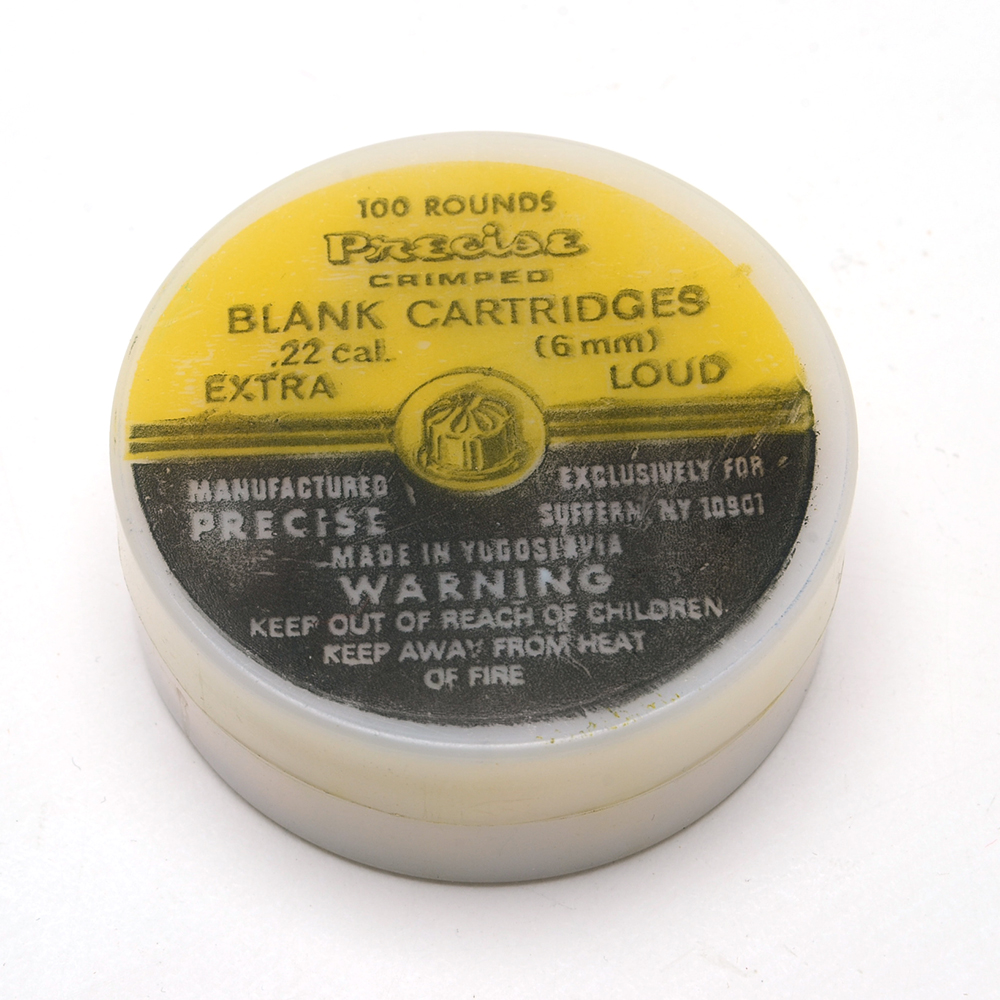 100 ROUNDS
Precise
CRIMPED
BLANK CARTRIDGES
.22 cal. (6 mm)
EXTRA LOUD
MANUFACTURED EXCLUSIVELY FOR
PRECISE SUFFERN, NY 10901
MADE IN YUGOSLAVIA
WARNING
KEEP OUT OF REACH OF CHILDREN.
KEEP AWAY FROM HEAT
OF FIRE